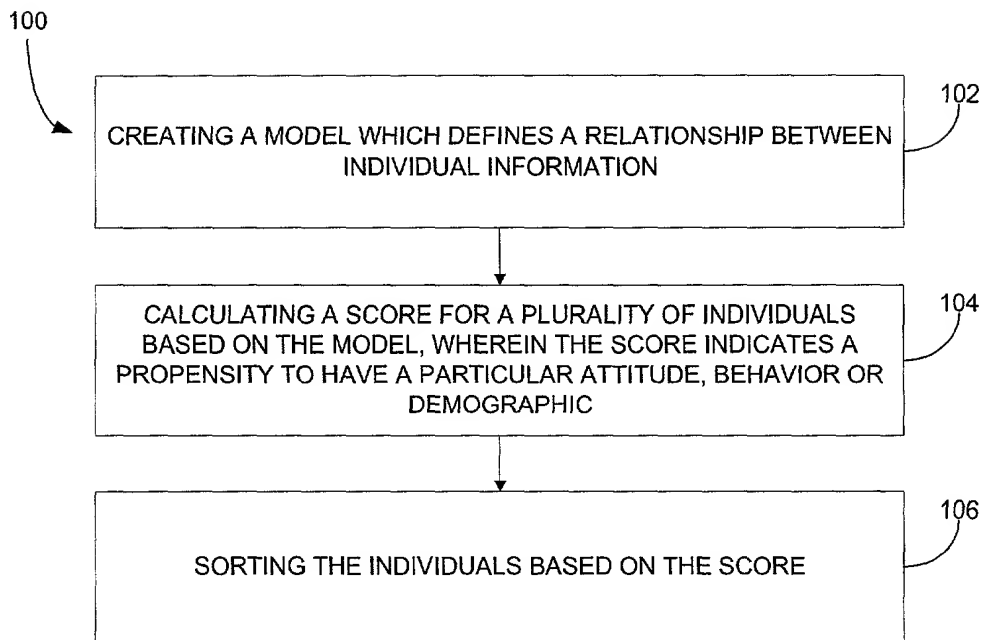 100
102
CREATING A MODEL WHICH DEFINES A RELATIONSHIP BETWEEN
INDIVIDUAL INFORMATION
104
CALCULATING A SCORE FOR A PLURALITY OF INDIVIDUALS
BASED ON THE MODEL, WHEREIN THE SCORE INDICATES A
PROPENSITY TO HAVE A PARTICULAR ATTITUDE, BEHAVIOR OR
DEMOGRAPHIC
106
SORTING THE INDIVIDUALS BASED ON THE SCORE